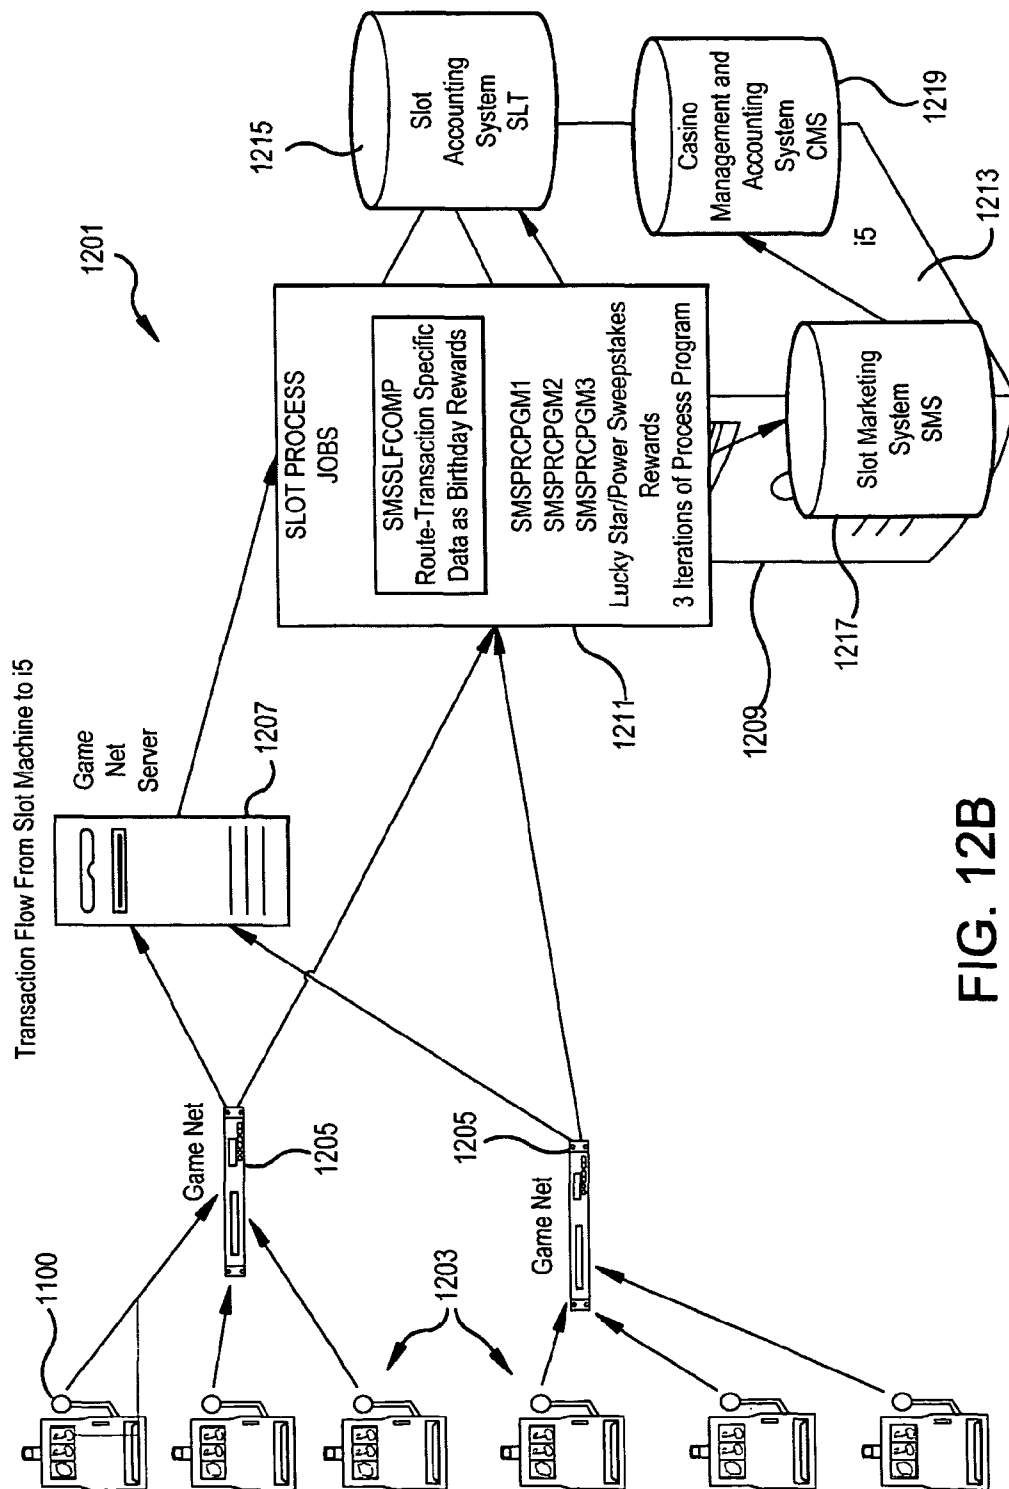 Transaction Flow From Slot Machine to i5
1201
1100
Game Net
1205
1203
Game Net
1205
Game
Net
Server
1207
SLOT PROCESS
JOBS
SMSSLFCOMP
Route-Transaction Specific
Data as Birthday Rewards
SMSPRCPGM1
SMSPRCPGM2
SMSPRCPGM3
Lucky Star/Power Sweepstakes
Rewards
3 Iterations of Process Program
1211
1209
1215
Slot
Accounting
System
SLT
Casino
Management and
Accounting
System
CMS
1219
i5
1213
Slot Marketing
System
SMS
1217
FIG. 12B